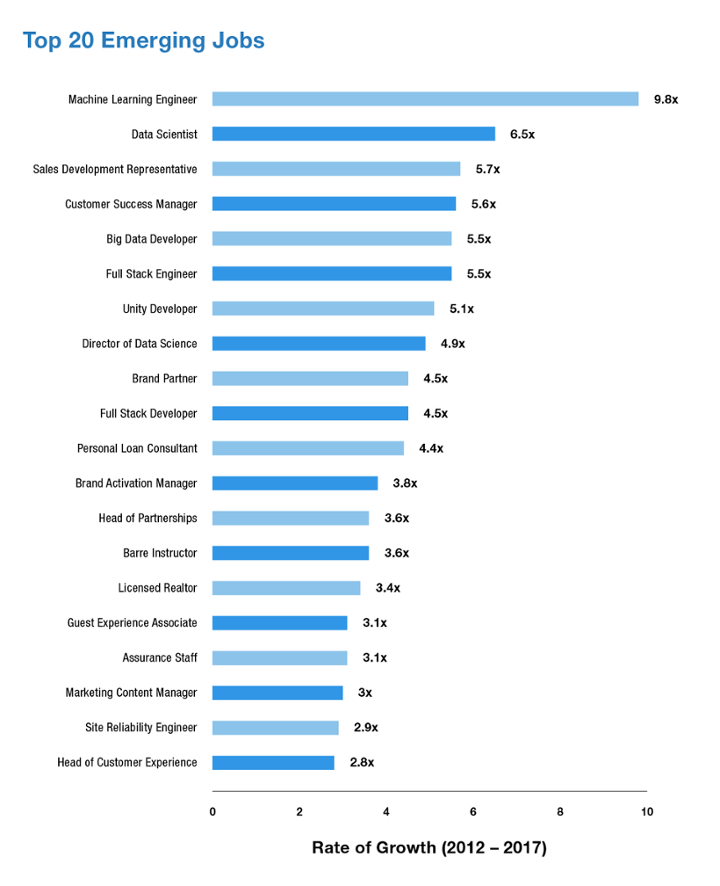 Top 20 Emerging Jobs
Machine Learning Engineer 9.8x
Data Scientist 6.5x
Sales Development Representative 5.7x
Customer Success Manager 5.6x
Big Data Developer 5.5x
Full Stack Engineer 5.5x
Unity Developer 5.1x
Director of Data Science 4.9x
Brand Partner 4.5x
Full Stack Developer 4.5x
Personal Loan Consultant 4.4x
Brand Activation Manager 3.8x
Head of Partnerships 3.6x
Barre Instructor 3.6x
Licensed Realtor 3.4x
Guest Experience Associate 3.1x
Assurance Staff 3.1x
Marketing Content Manager 3x
Site Reliability Engineer 2.9x
Head of Customer Experience 2.8x
0 2 4 6 8 10
Rate of Growth (2012 – 2017)